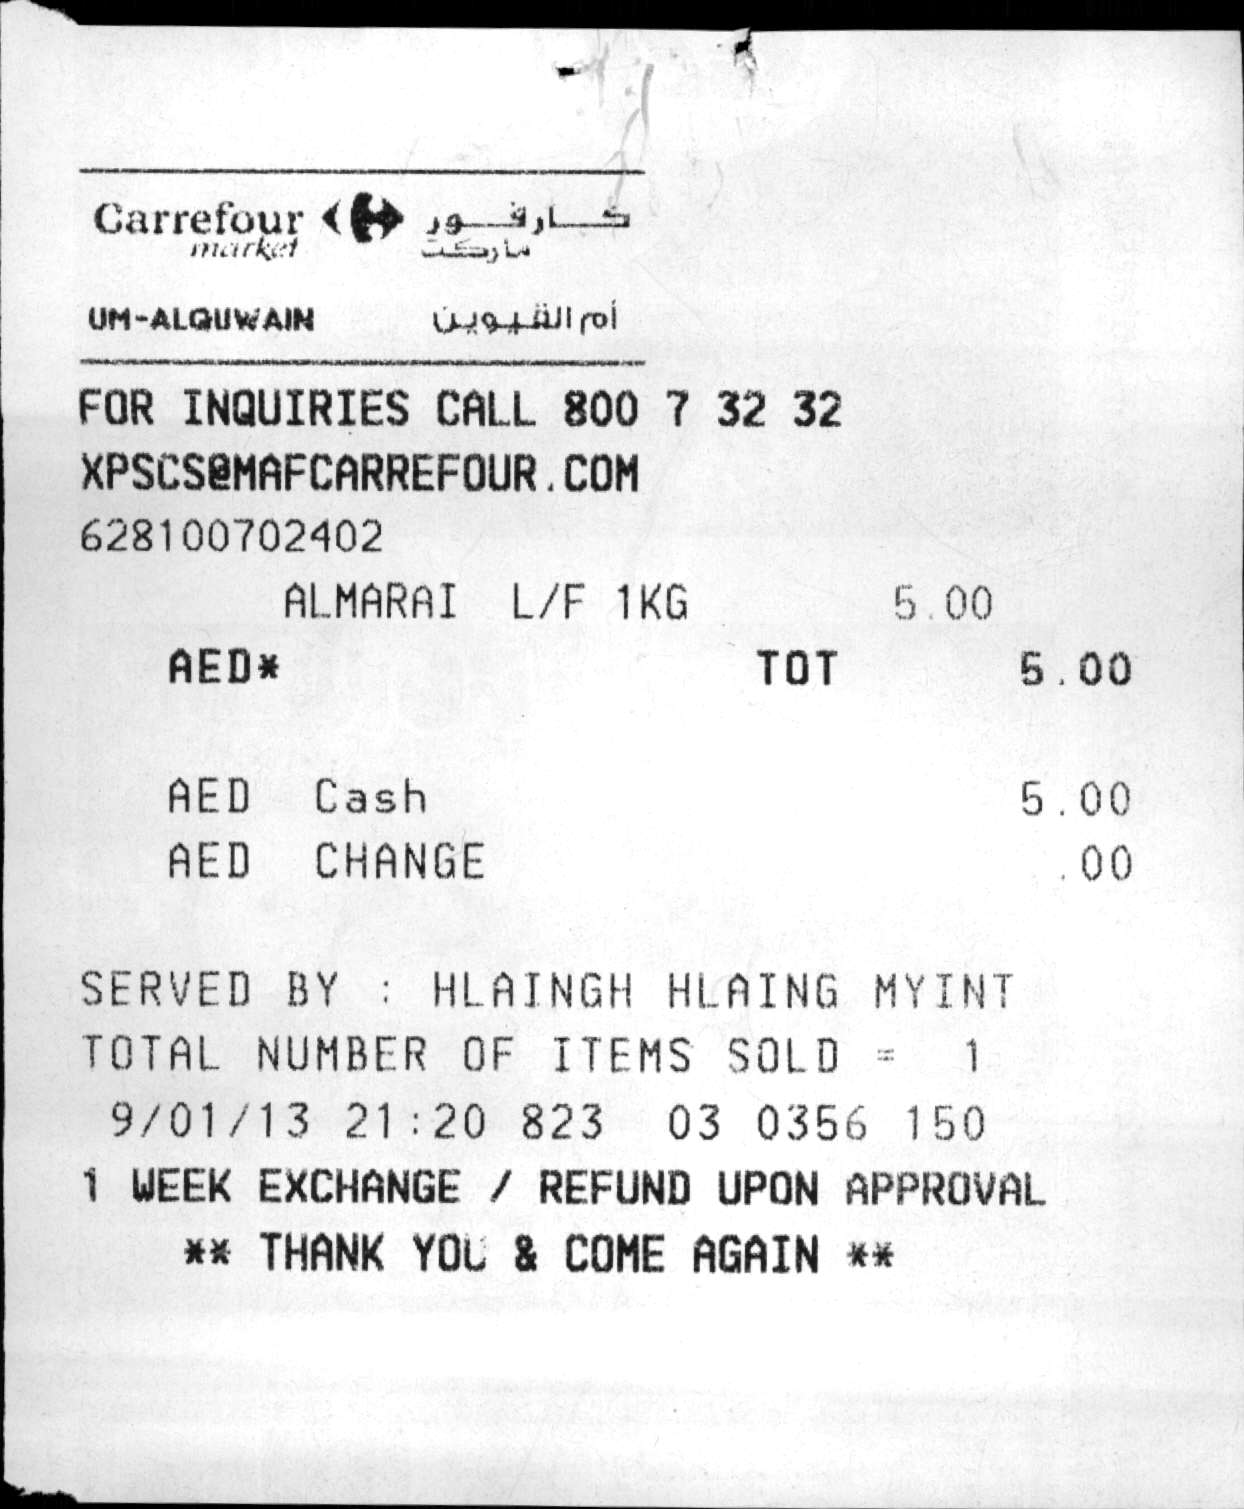 Carrefour كارفور
market ماركت
UM-ALQUWAIN أم القيوين
FOR INQUIRIES CALL 800 7 32 32
XPSCS@MAFCARREFOUR.COM
628100702402
ALMARAI L/F 1KG 5.00
AED* TOT 5.00
AED Cash 5.00
AED CHANGE .00
SERVED BY : HLAINGH HLAING MYINT
TOTAL NUMBER OF ITEMS SOLD = 1
9/01/13 21:20 823 03 0356 150
1 WEEK EXCHANGE / REFUND UPON APPROVAL
** THANK YOU & COME AGAIN **